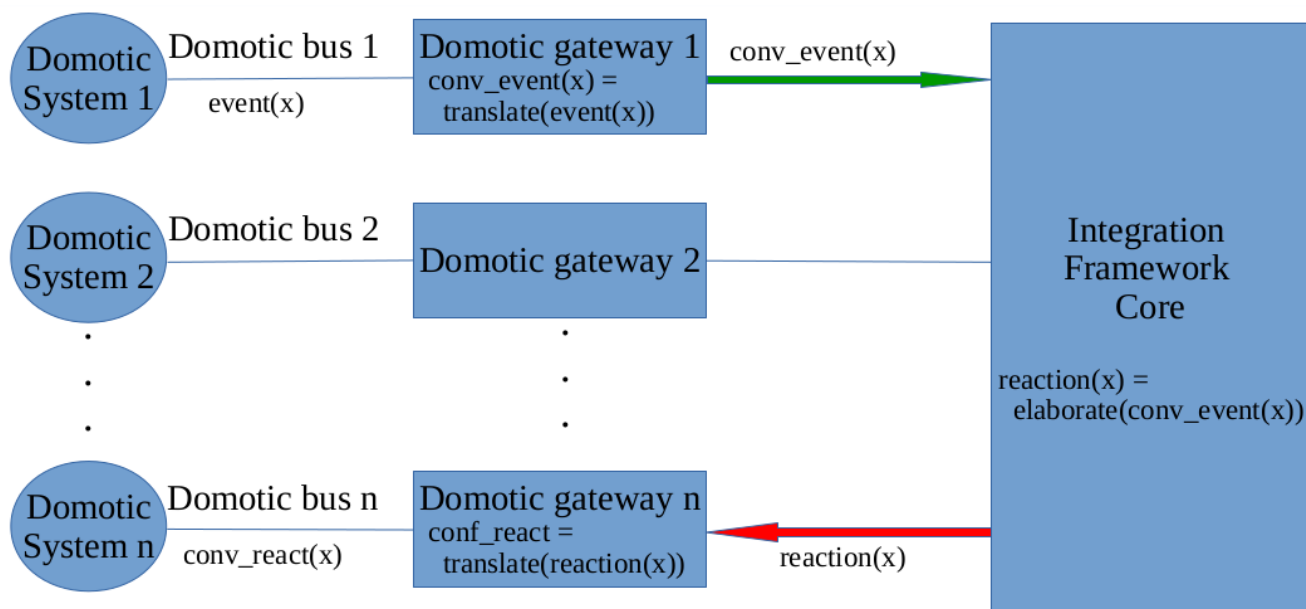 Domotic
System 1
Domotic bus 1
event(x)
Domotic gateway 1
conv_event(x) =
translate(event(x))
conv_event(x)
Domotic
System 2
Domotic bus 2
Domotic gateway 2
Integration
Framework
Core
reaction(x) =
elaborate(conv_event(x))
.
.
.
.
.
.
Domotic
System n
Domotic bus n
conv_react(x)
Domotic gateway n
conf_react =
translate(reaction(x))
reaction(x)